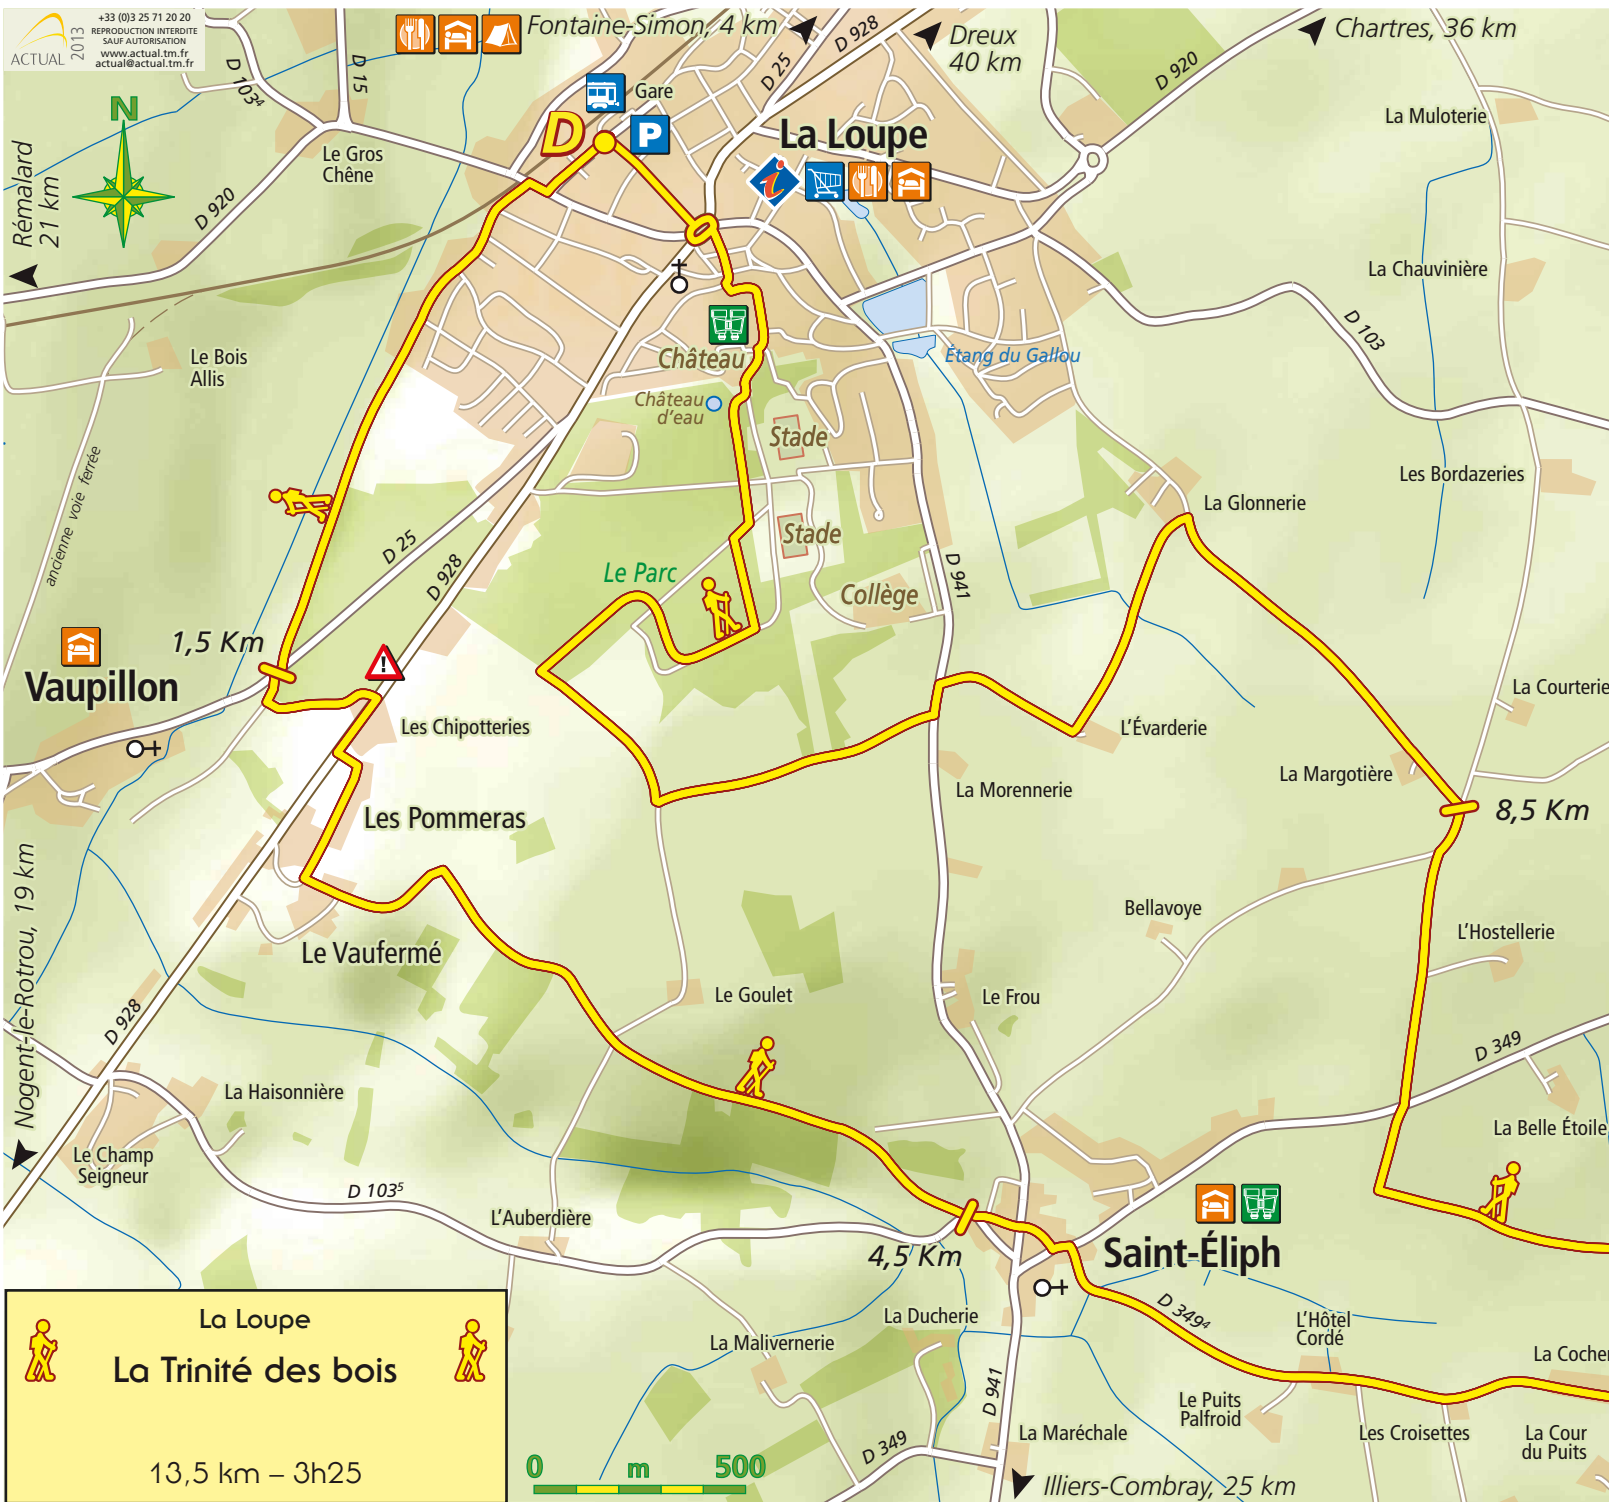 +33 (0)3 25 71 20 20
REPRODUCTION INTERDITE
SAUF AUTORISATION
www.actual.tm.fr
actual@actual.tm.fr
ACTUAL
2013
Fontaine-Simon, 4 km
D 928
D 25
Dreux
40 km
Chartres, 36 km
D 920
D 103⁴
D 15
N
Gare
D
P
La Loupe
i
La Muloterie
Le Gros
Chêne
Rémalard
21 km
D 920
La Chauvinière
D 103
Le Bois
Allis
Château
Étang du Gallou
Château
d'eau
Stade
ancienne voie ferrée
Les Bordazeries
La Glonnerie
D 25
D 928
Stade
Le Parc
D 941
Collège
1,5 Km
!
Vaupillon
Les Chipotteries
La Courterie
L'Évarderie
La Margotière
La Morennerie
8,5 Km
Les Pommeras
Nogent-le-Rotrou, 19 km
Bellavoye
L'Hostellerie
Le Vaufermé
Le Goulet
Le Frou
D 928
D 349
La Haisonnière
La Belle Étoile
Le Champ
Seigneur
D 103⁵
L'Auberdière
4,5 Km
Saint-Éliph
D 349⁴
La Ducherie
L'Hôtel
Cordé
La Malivernerie
La Cocher
D 941
Le Puits
Palfroid
La Maréchale
Les Croisettes
La Cour
du Puits
D 349
Illiers-Combray, 25 km
La Loupe
La Trinité des bois
13,5 km – 3h25
0 m 500